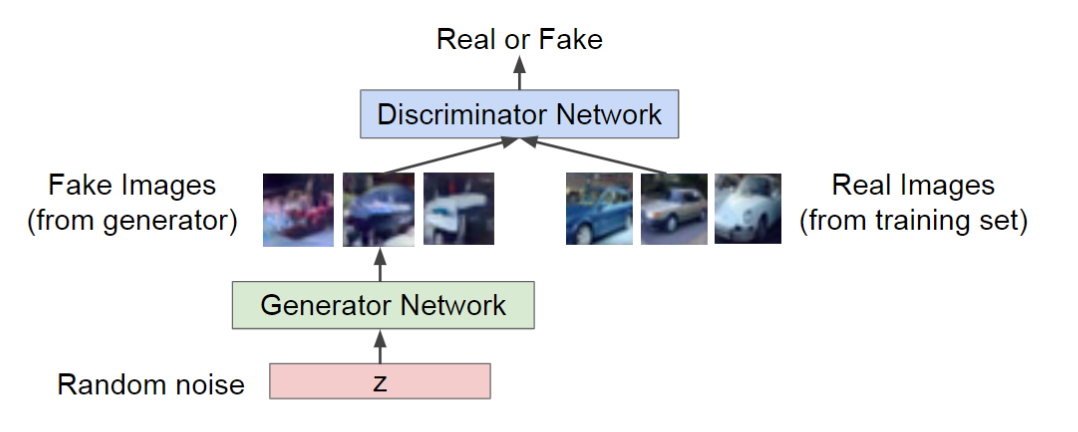 Real or Fake
Discriminator Network
Fake Images
(from generator)
Real Images
(from training set)
Generator Network
Random noise
z